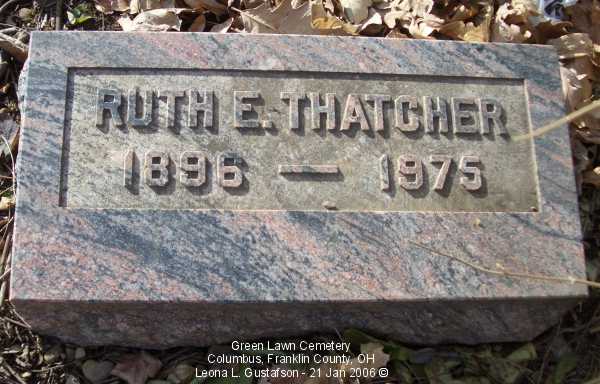 RUTH E. THATCHER
1896 — 1975
Green Lawn Cemetery
Columbus, Franklin County, OH
Leona L. Gustafson - 21 Jan 2006 ©